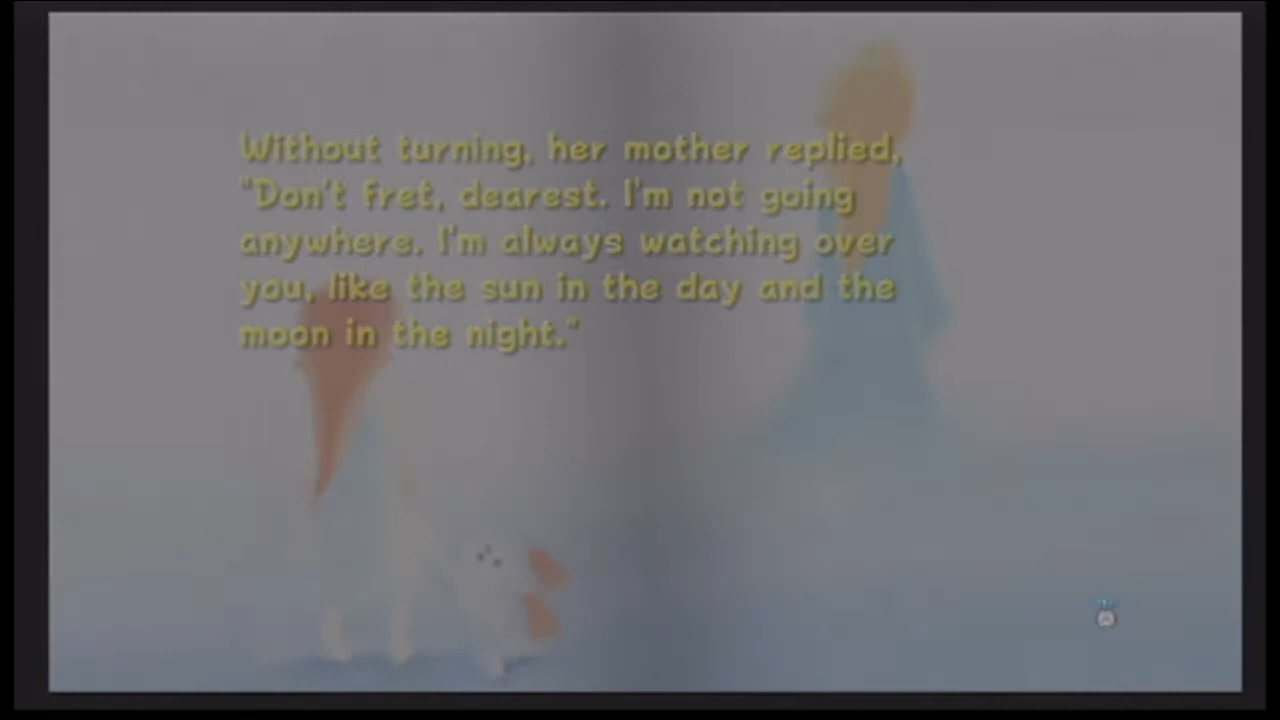 Without turning, her mother replied,
"Don't fret, dearest. I'm not going
anywhere. I'm always watching over
you, like the sun in the day and the
moon in the night."